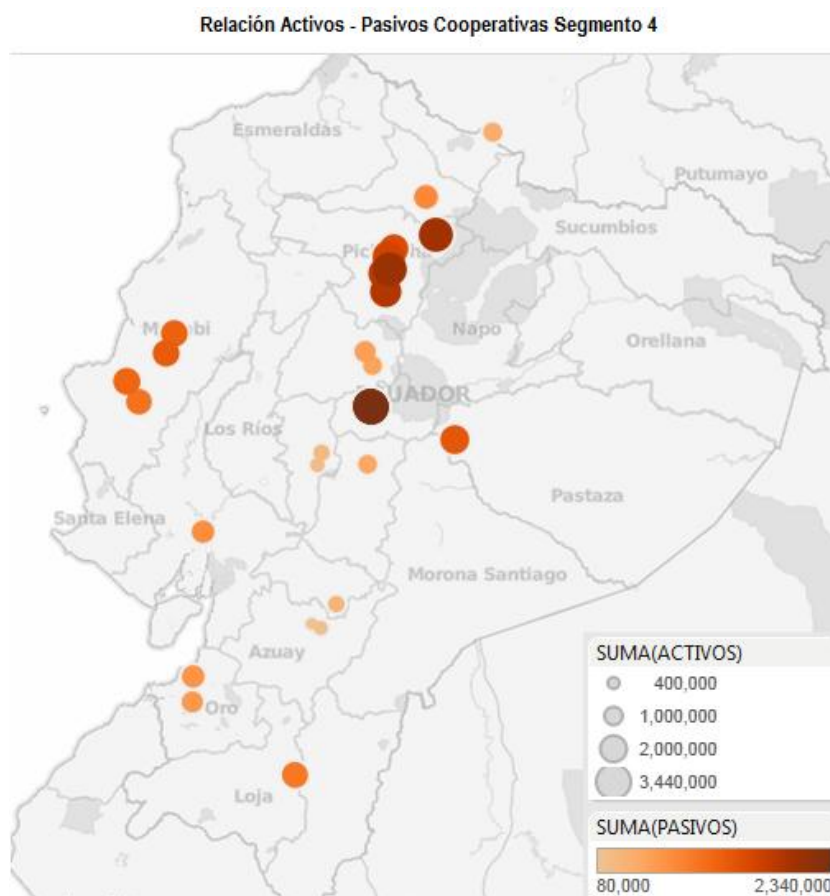 Relación Activos - Pasivos Cooperativas Segmento 4
Esmeraldas
Putumayo
Sucumbios
Napo
Orellana
Los Ríos
Pastaza
Santa Elena
Morona Santiago
Azuay
Oro
Loja
SUMA(ACTIVOS)
400,000
1,000,000
2,000,000
3,440,000
SUMA(PASIVOS)
80,000 2,340,000